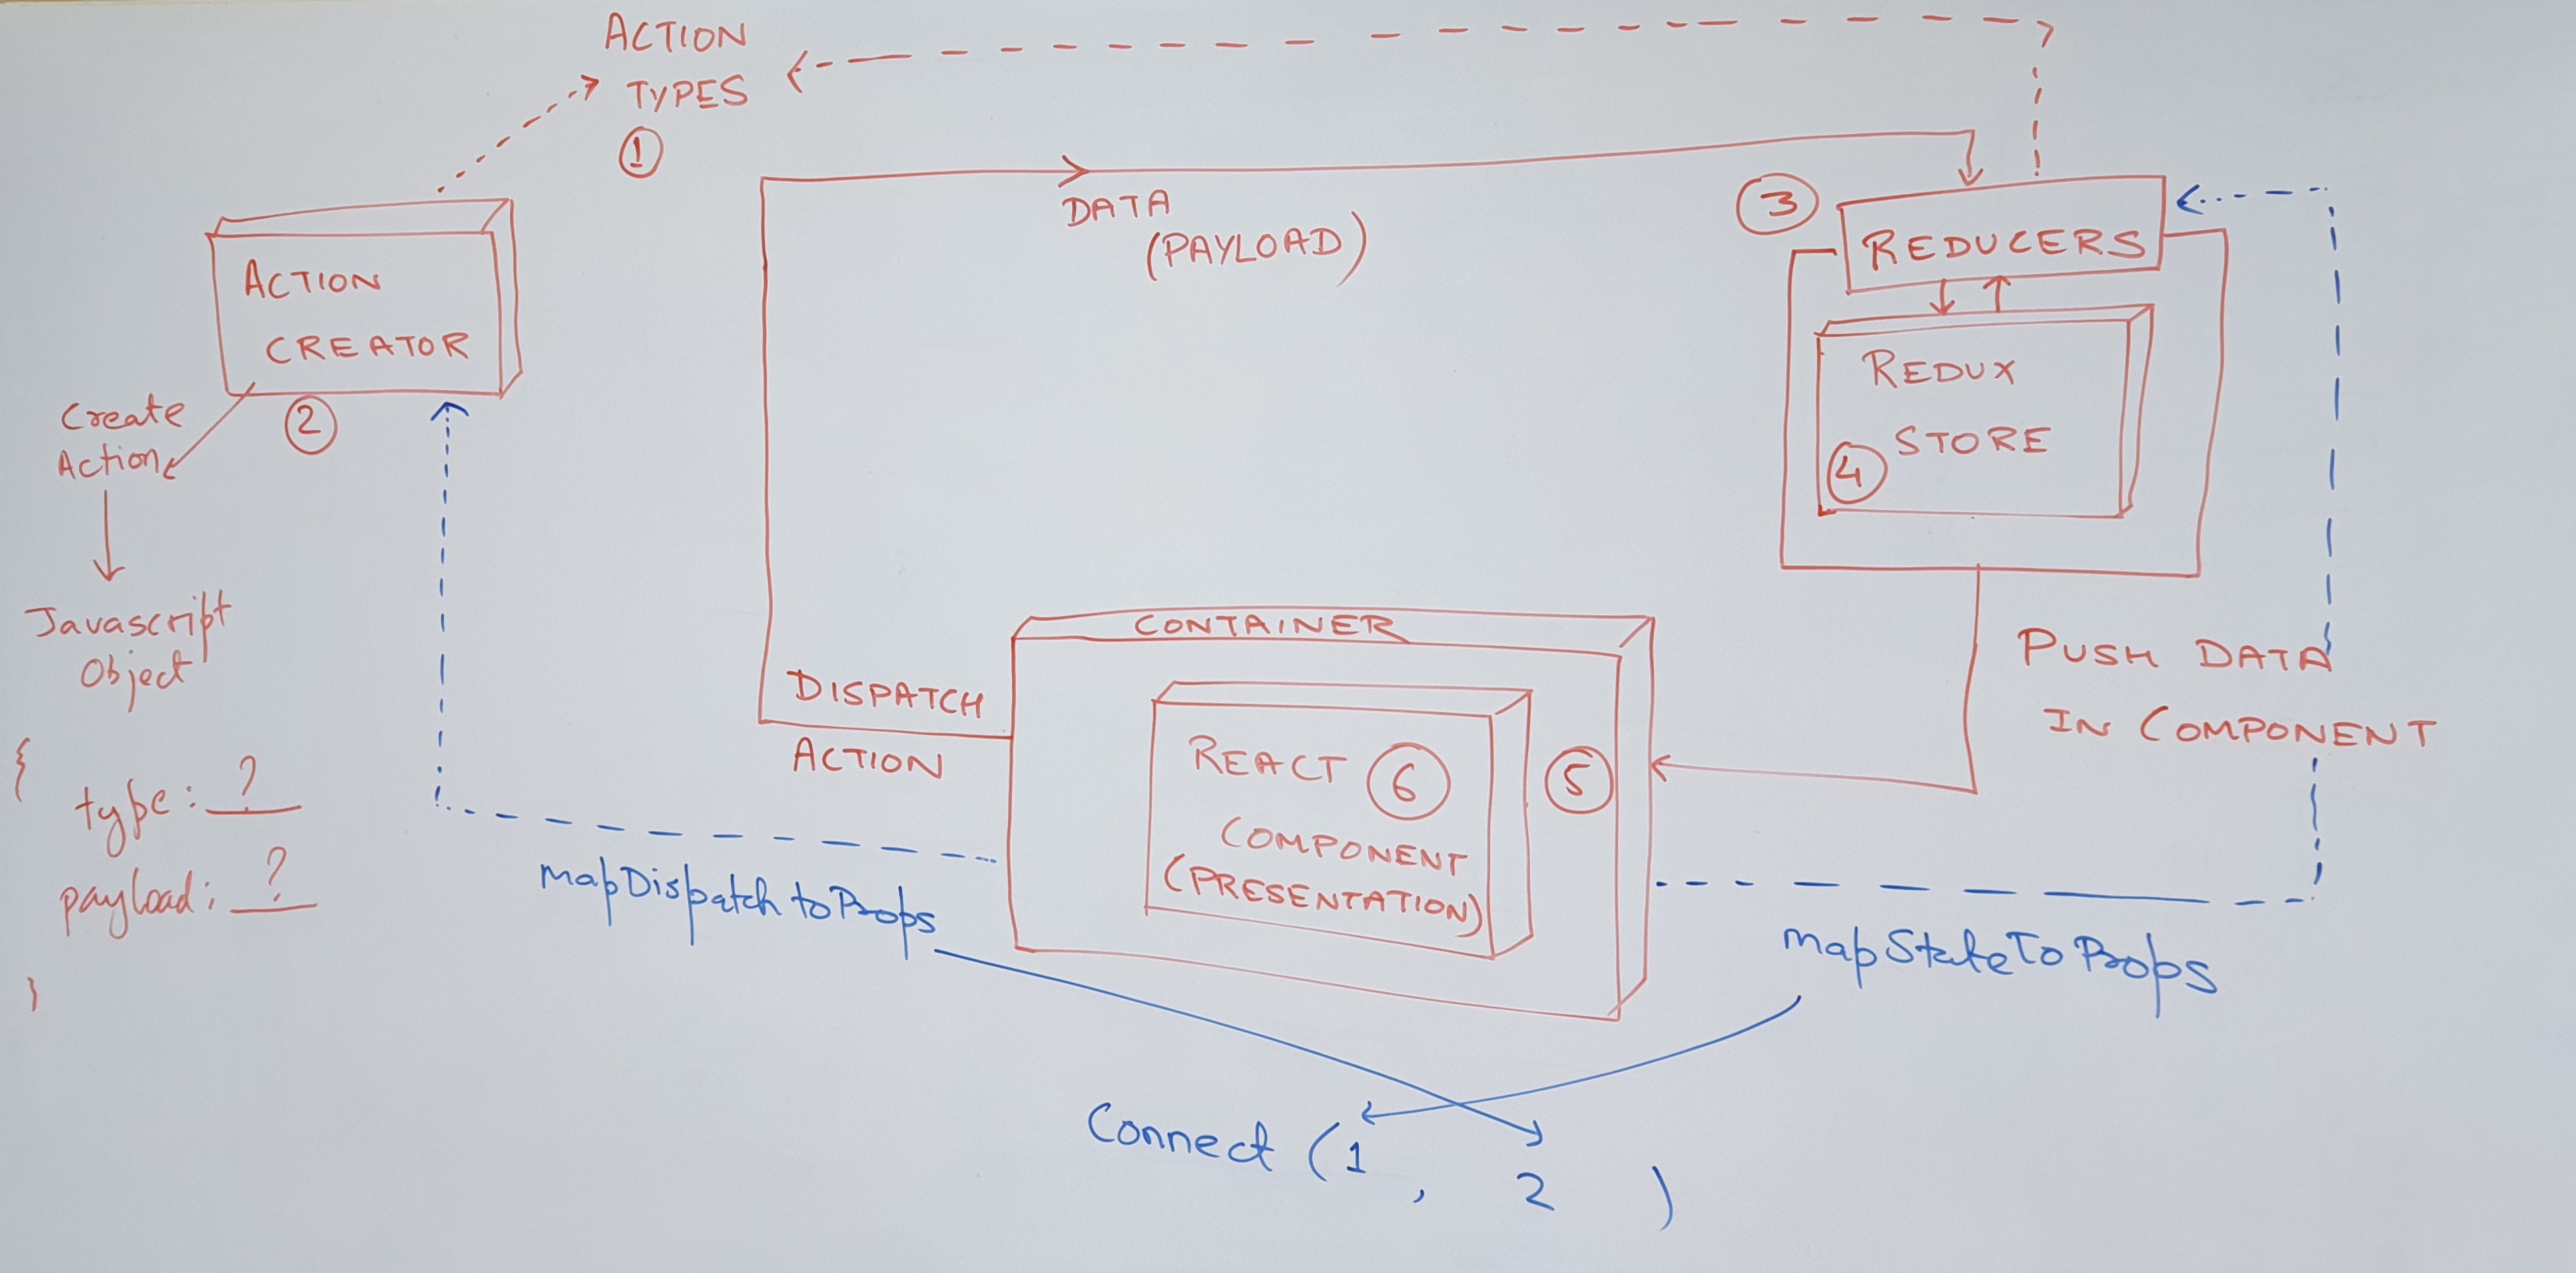 ACTION
TYPES
1
DATA
(PAYLOAD)
3
REDUCERS
ACTION
CREATOR
2
Create
Action
Javascript
Object
{
type: ?
payload: ?
}
REDUX
STORE
4
CONTAINER
DISPATCH
ACTION
REACT 6
COMPONENT
(PRESENTATION)
5
PUSH DATA
IN COMPONENT
mapDispatchtoProps
mapStateToProps
Connect (1 , 2 )